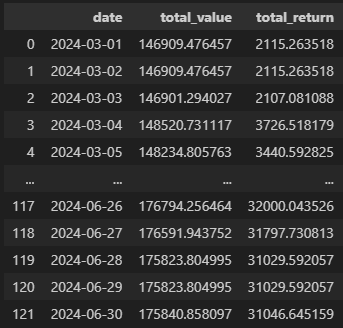 date total_value total_return
0 2024-03-01 146909.476457 2115.263518
1 2024-03-02 146909.476457 2115.263518
2 2024-03-03 146901.294027 2107.081088
3 2024-03-04 148520.731117 3726.518179
4 2024-03-05 148234.805763 3440.592825
... ... ... ...
117 2024-06-26 176794.256464 32000.043526
118 2024-06-27 176591.943752 31797.730813
119 2024-06-28 175823.804995 31029.592057
120 2024-06-29 175823.804995 31029.592057
121 2024-06-30 175840.858097 31046.645159